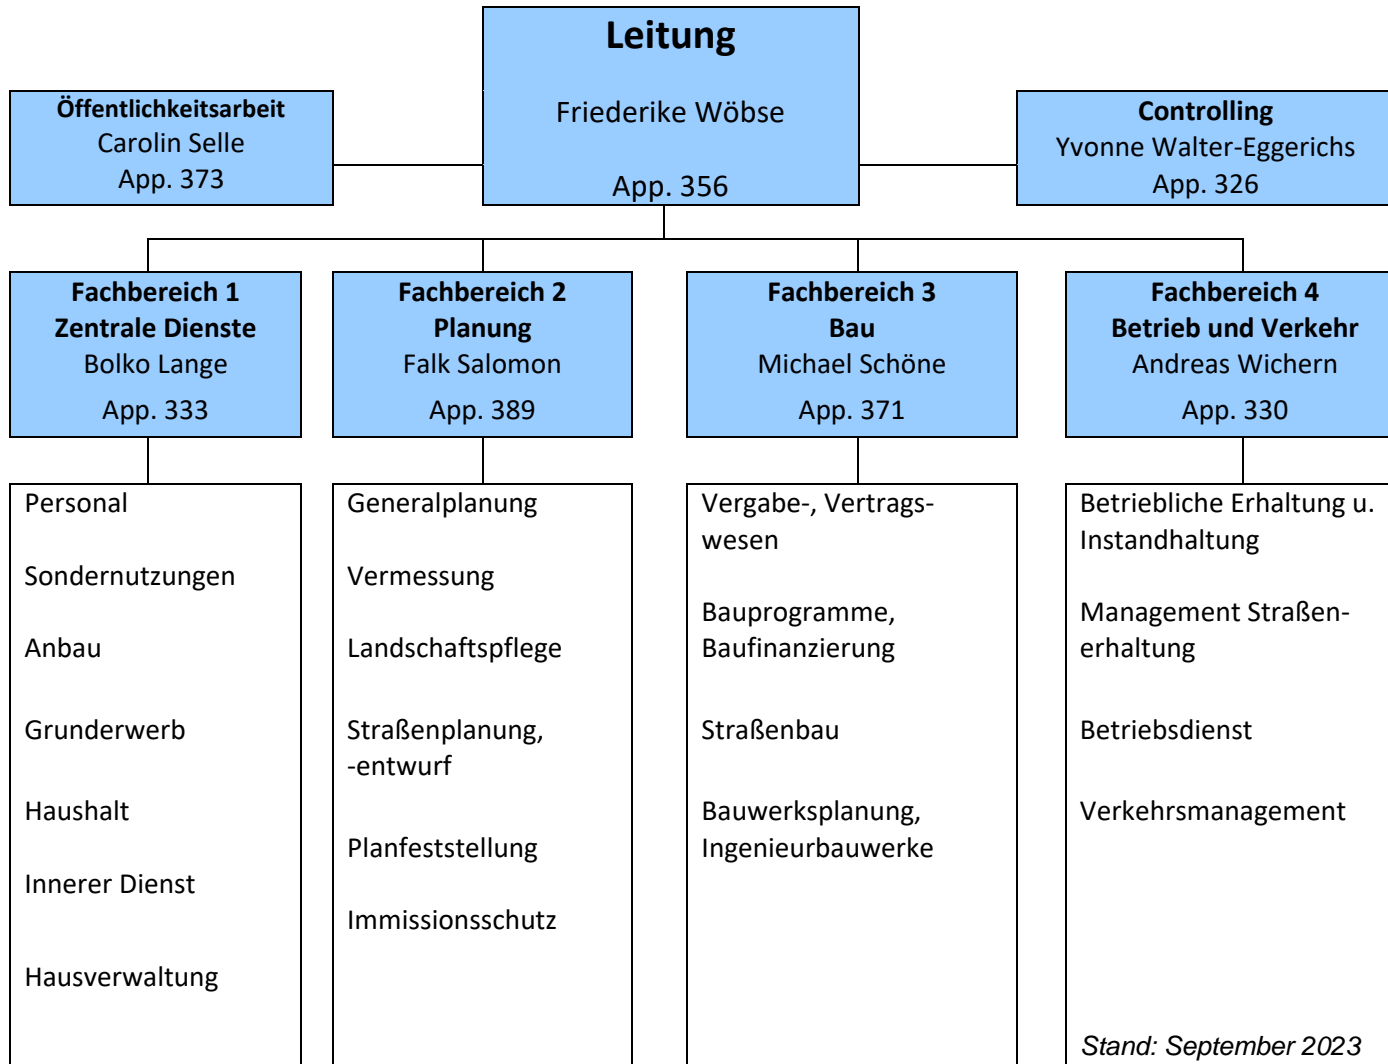 Leitung
Friederike Wöbse
App. 356
Öffentlichkeitsarbeit
Carolin Selle
App. 373
Controlling
Yvonne Walter-Eggerichs
App. 326
Fachbereich 1
Zentrale Dienste
Bolko Lange
App. 333
Fachbereich 2
Planung
Falk Salomon
App. 389
Fachbereich 3
Bau
Michael Schöne
App. 371
Fachbereich 4
Betrieb und Verkehr
Andreas Wichern
App. 330
Personal
Sondernutzungen
Anbau
Grunderwerb
Haushalt
Innerer Dienst
Hausverwaltung
Generalplanung
Vermessung
Landschaftspflege
Straßenplanung,
-entwurf
Planfeststellung
Immissionsschutz
Vergabe-, Vertrags-
wesen
Bauprogramme,
Baufinanzierung
Straßenbau
Bauwerksplanung,
Ingenieurbauwerke
Betriebliche Erhaltung u.
Instandhaltung
Management Straßen-
erhaltung
Betriebsdienst
Verkehrsmanagement
Stand: September 2023